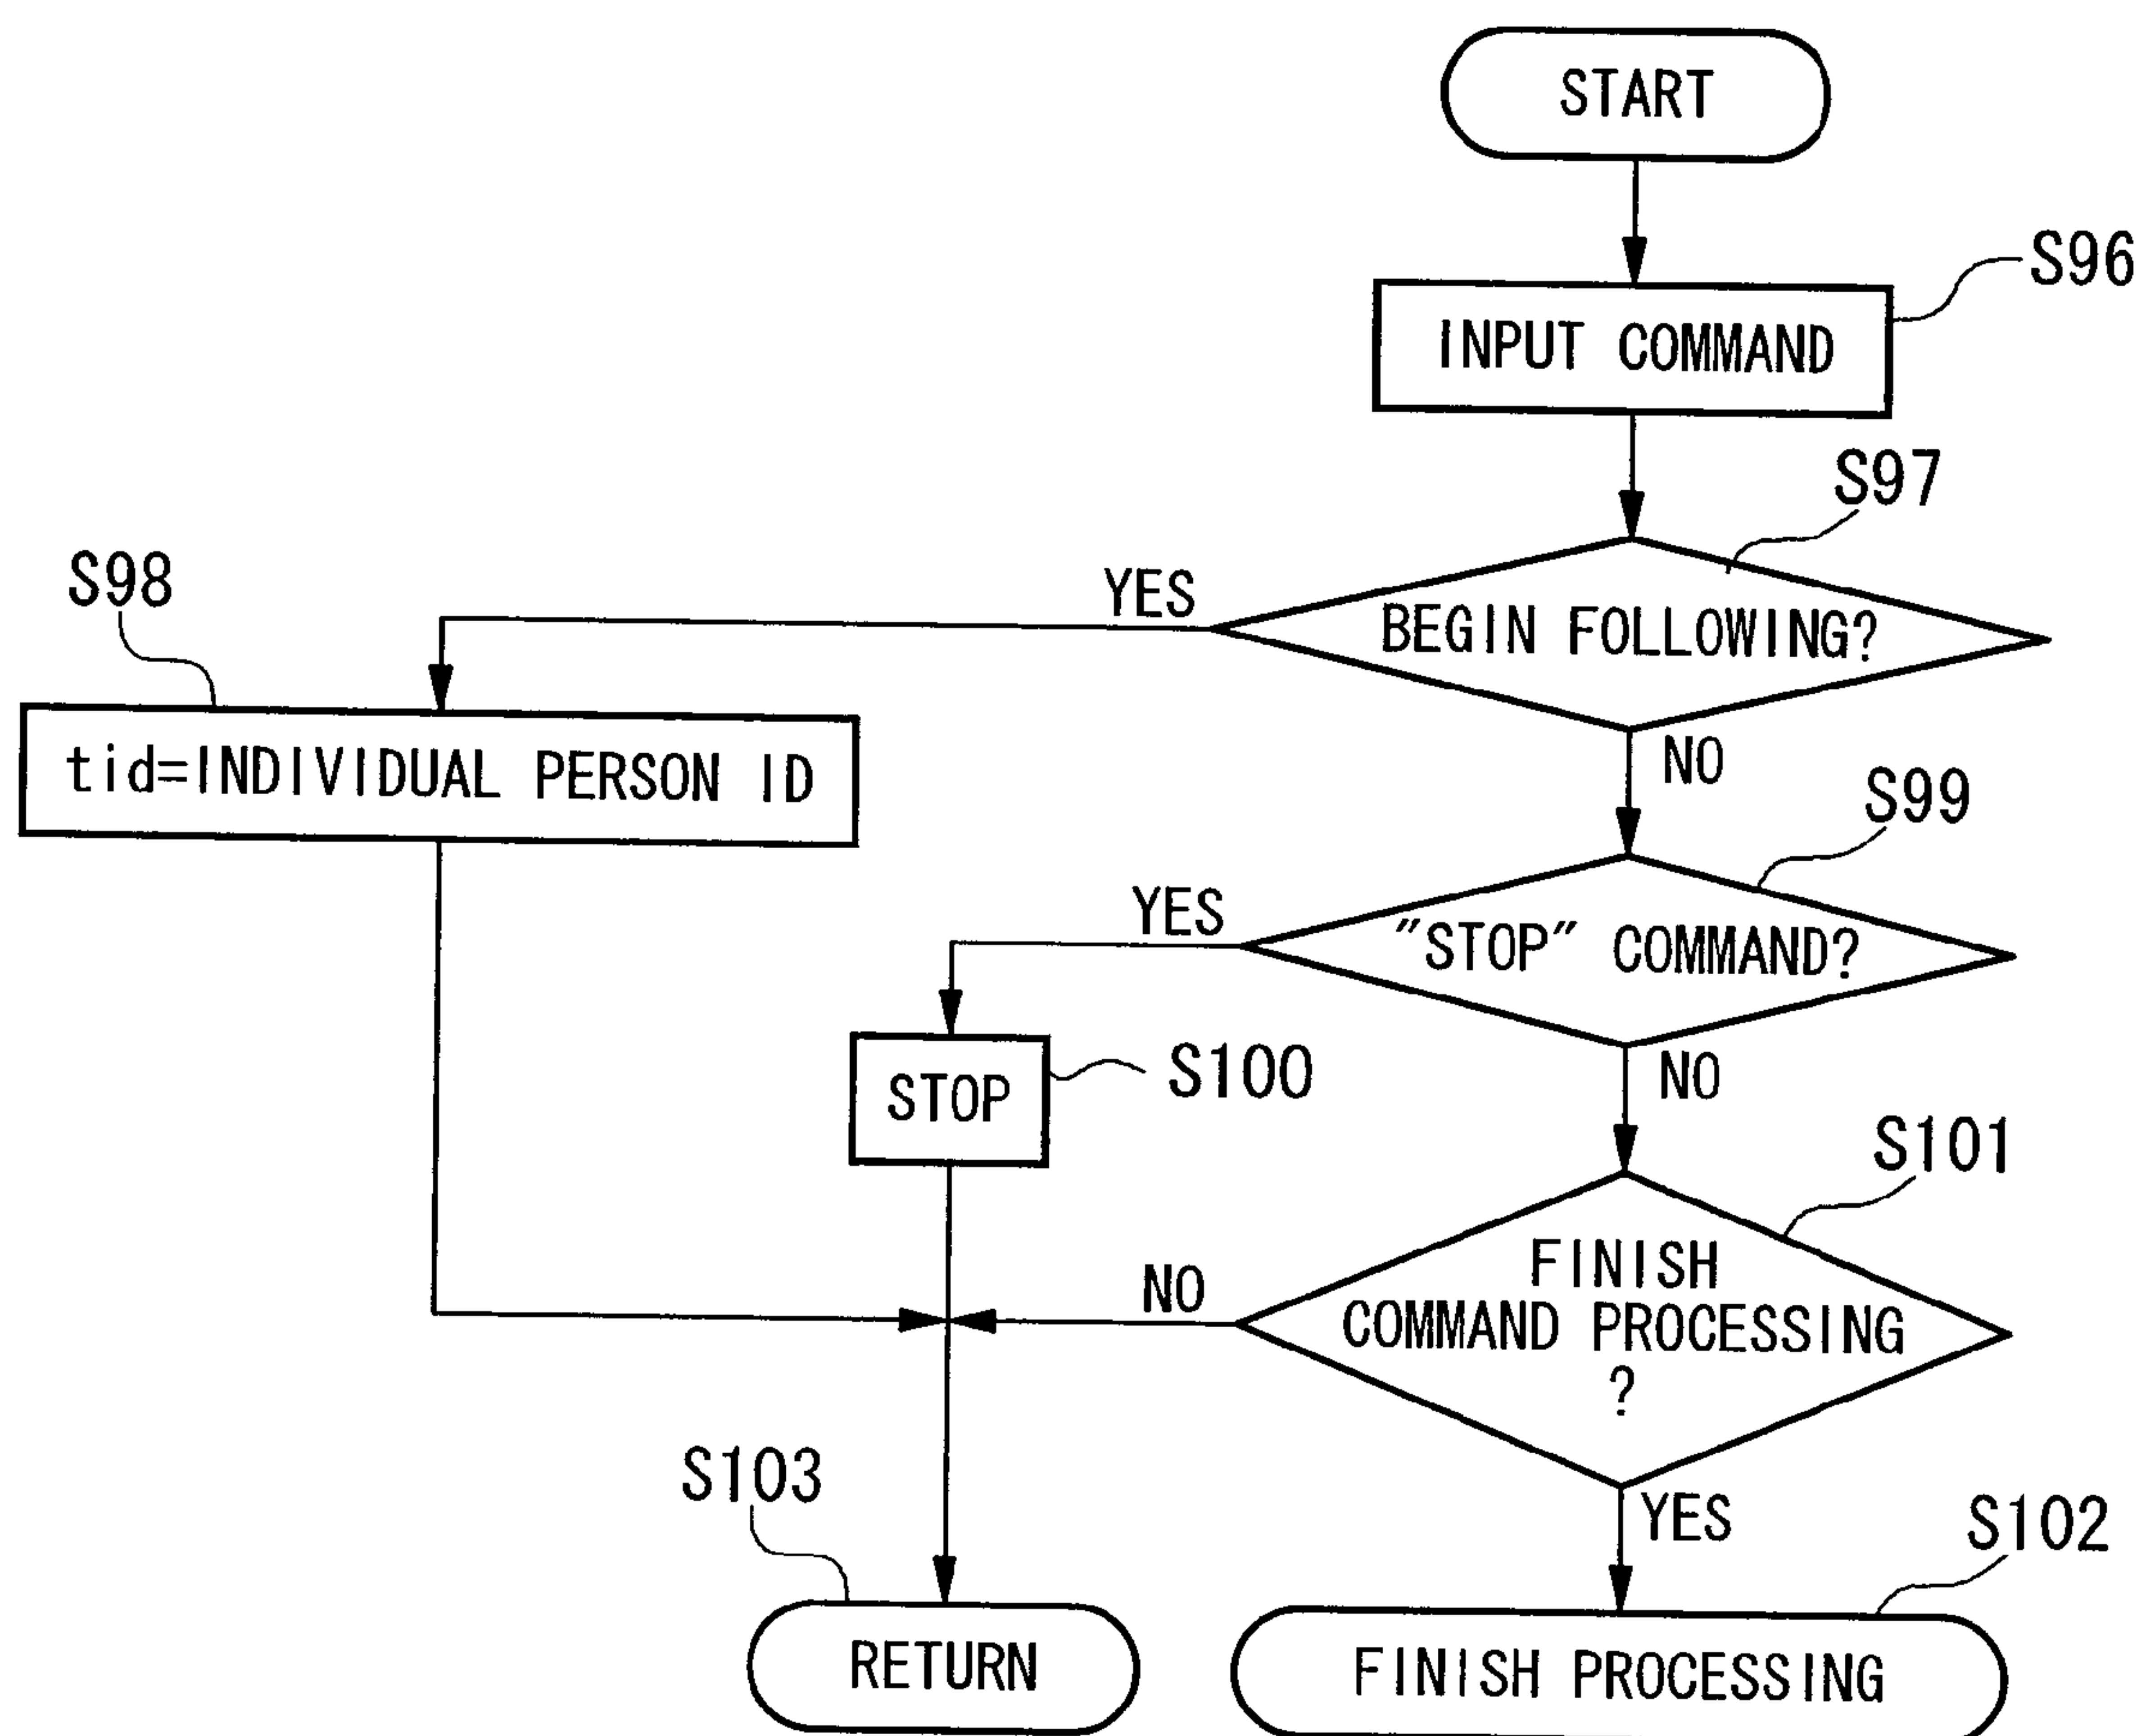 START
S96
INPUT COMMAND
S97
BEGIN FOLLOWING?
YES
S98
tid=INDIVIDUAL PERSON ID
NO
S99
"STOP" COMMAND?
YES
STOP
S100
NO
S101
FINISH
COMMAND PROCESSING
?
NO
YES
S103
RETURN
S102
FINISH PROCESSING